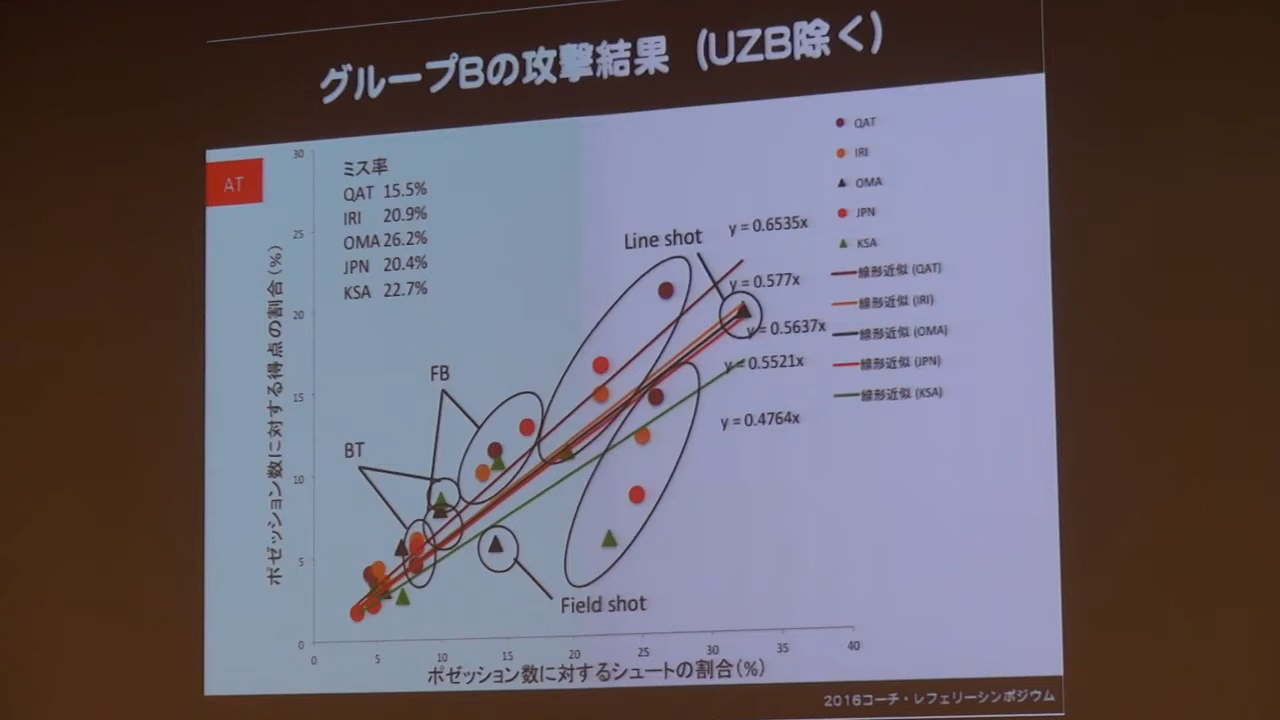 グループBの攻撃結果 (UZB除く)
AT
ミス率
QAT 15.5%
IRI 20.9%
OMA 26.2%
JPN 20.4%
KSA 22.7%
QAT
IRI
OMA
JPN
KSA
線形近似 (QAT)
線形近似 (IRI)
線形近似 (OMA)
線形近似 (JPN)
線形近似 (KSA)
Line shot
y = 0.6535x
y = 0.577x
y = 0.5637x
y = 0.5521x
y = 0.4764x
FB
BT
Field shot
ポゼッション数に対する得点の割合(%)
30
25
20
15
10
5
0
0 5 10 15 20 25 30 35 40
ポゼッション数に対するシュートの割合(%)
2016コーチ・レフェリーシンポジウム